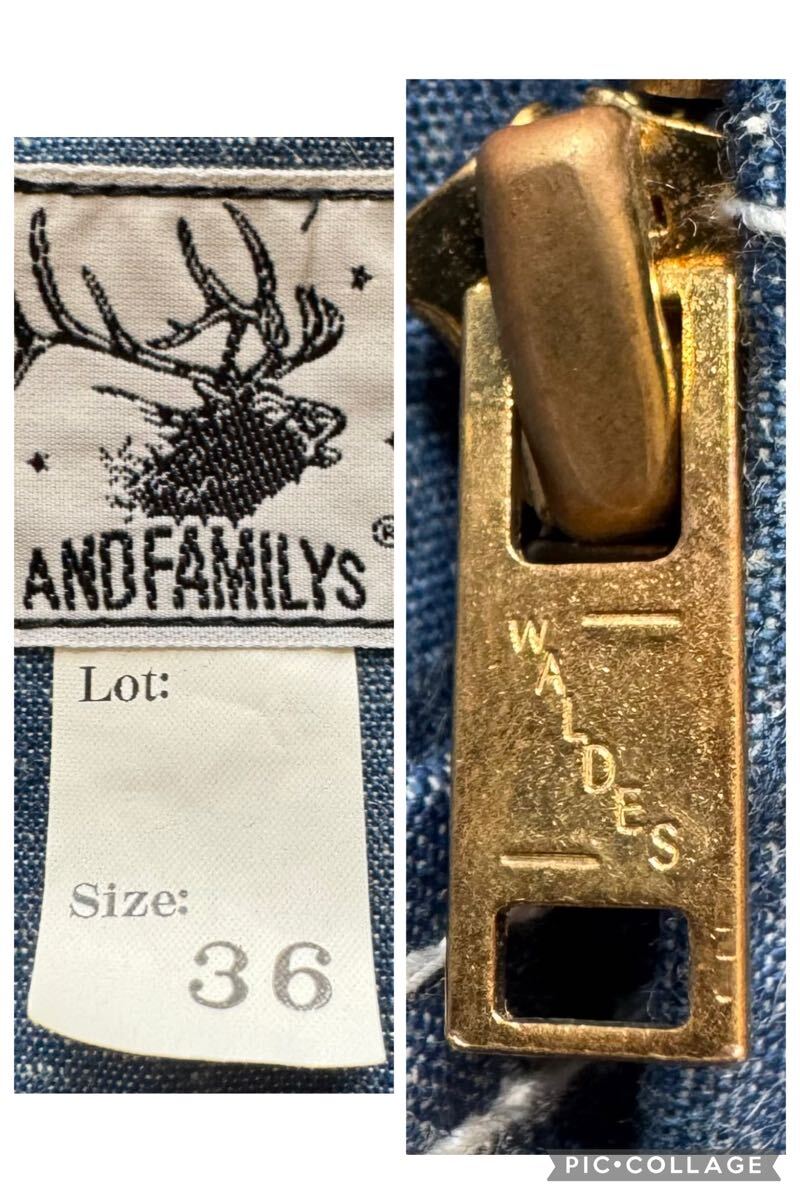 ANDFAMILYS
®
Lot:
Size:
36
WALDES
PIC•COLLAGE